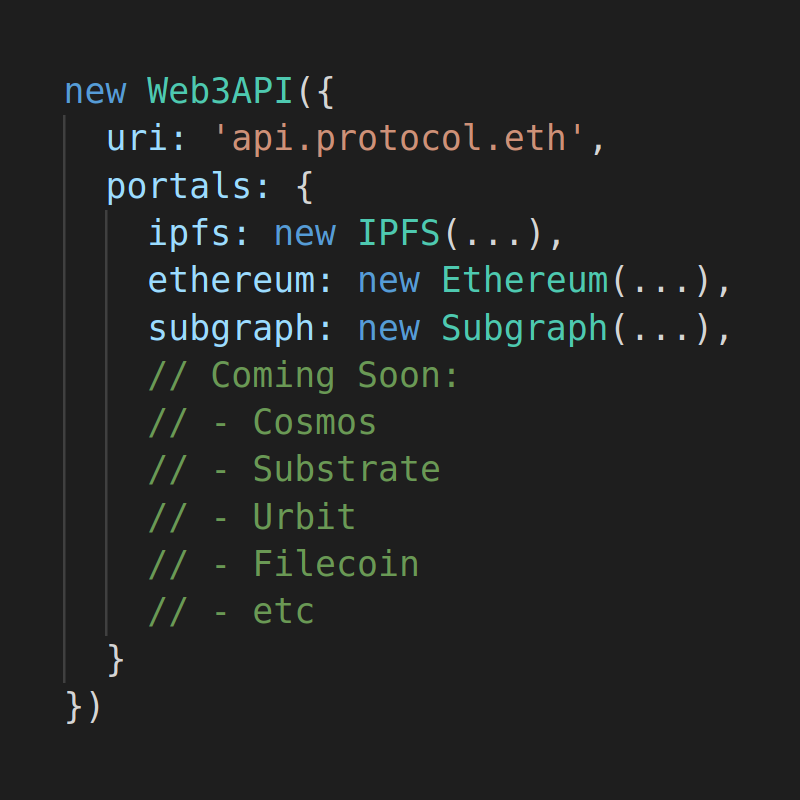 new Web3API({
  uri: 'api.protocol.eth',
  portals: {
    ipfs: new IPFS(...),
    ethereum: new Ethereum(...),
    subgraph: new Subgraph(...),
    // Coming Soon:
    // - Cosmos
    // - Substrate
    // - Urbit
    // - Filecoin
    // - etc
  }
})